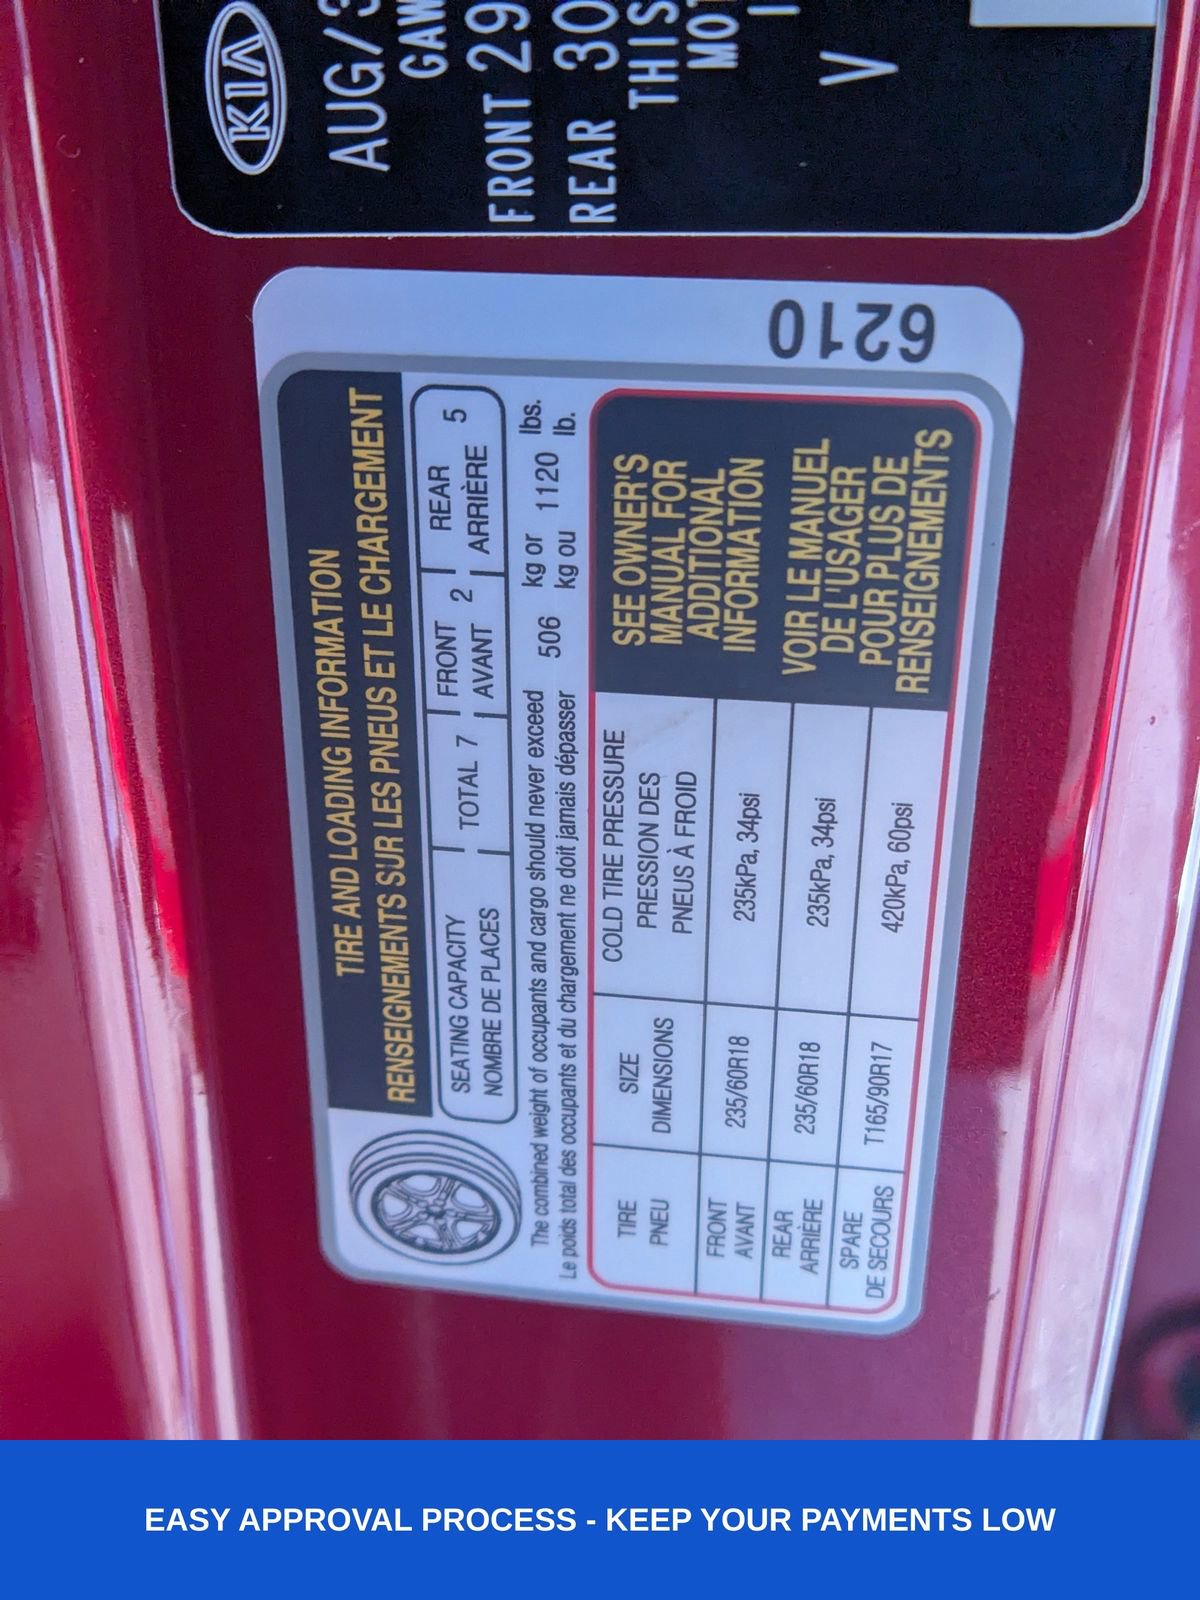 KIA
AUG/
GAW
FRONT 29
REAR 30
THIS
MOT
V
6210
TIRE AND LOADING INFORMATION
RENSEIGNEMENTS SUR LES PNEUS ET LE CHARGEMENT
SEATING CAPACITY
NOMBRE DE PLACES
TOTAL 7
FRONT
AVANT 2
REAR
ARRIÈRE 5
The combined weight of occupants and cargo should never exceed 506 kg or 1120 lbs.
Le poids total des occupants et du chargement ne doit jamais dépasser kg ou lb.
TIRE
PNEU
SIZE
DIMENSIONS
COLD TIRE PRESSURE
PRESSION DES
PNEUS À FROID
FRONT
AVANT
235/60R18
235kPa, 34psi
REAR
ARRIÈRE
235/60R18
235kPa, 34psi
SPARE
DE SECOURS
T165/90R17
420kPa, 60psi
SEE OWNER'S
MANUAL FOR
ADDITIONAL
INFORMATION
VOIR LE MANUEL
DE L'USAGER
POUR PLUS DE
RENSEIGNEMENTS
EASY APPROVAL PROCESS - KEEP YOUR PAYMENTS LOW